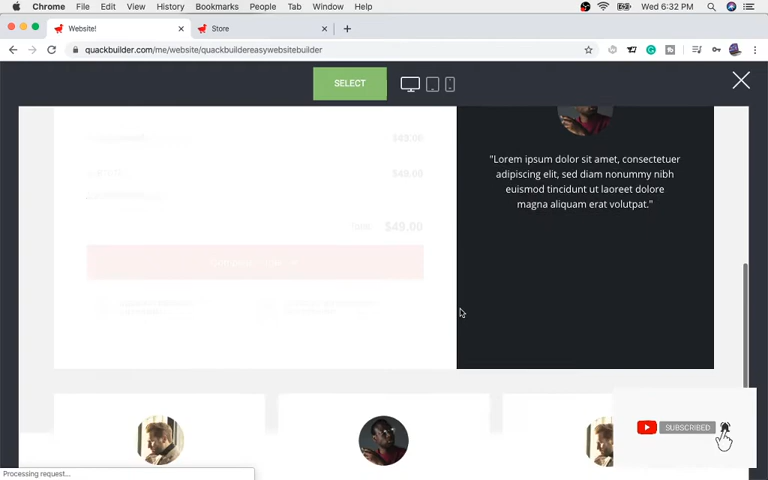 Chrome File Edit View History Bookmarks People Tab Window Help Wed 6:32 PM
Website! Store
quackbuilder.com/me/website/quackbuildereasywebsitebuilder
SELECT
$49.00
$49.00
$49.00
"Lorem ipsum dolor sit amet, consectetuer
adipiscing elit, sed diam nonummy nibh
euismod tincidunt ut laoreet dolore
magna aliquam erat volutpat."
SUBSCRIBED
Processing request...